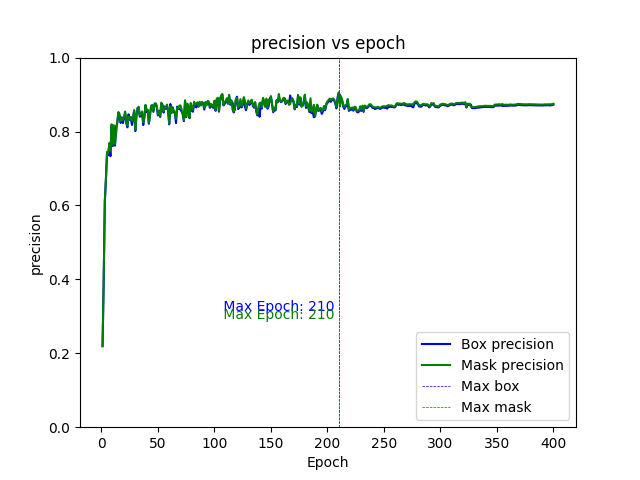 precision vs epoch
1.0
0.8
0.6
0.4
0.2
0.0
precision
Max Epoch: 210
Max Epoch: 210
Box precision
Mask precision
Max box
Max mask
0 50 100 150 200 250 300 350 400
Epoch